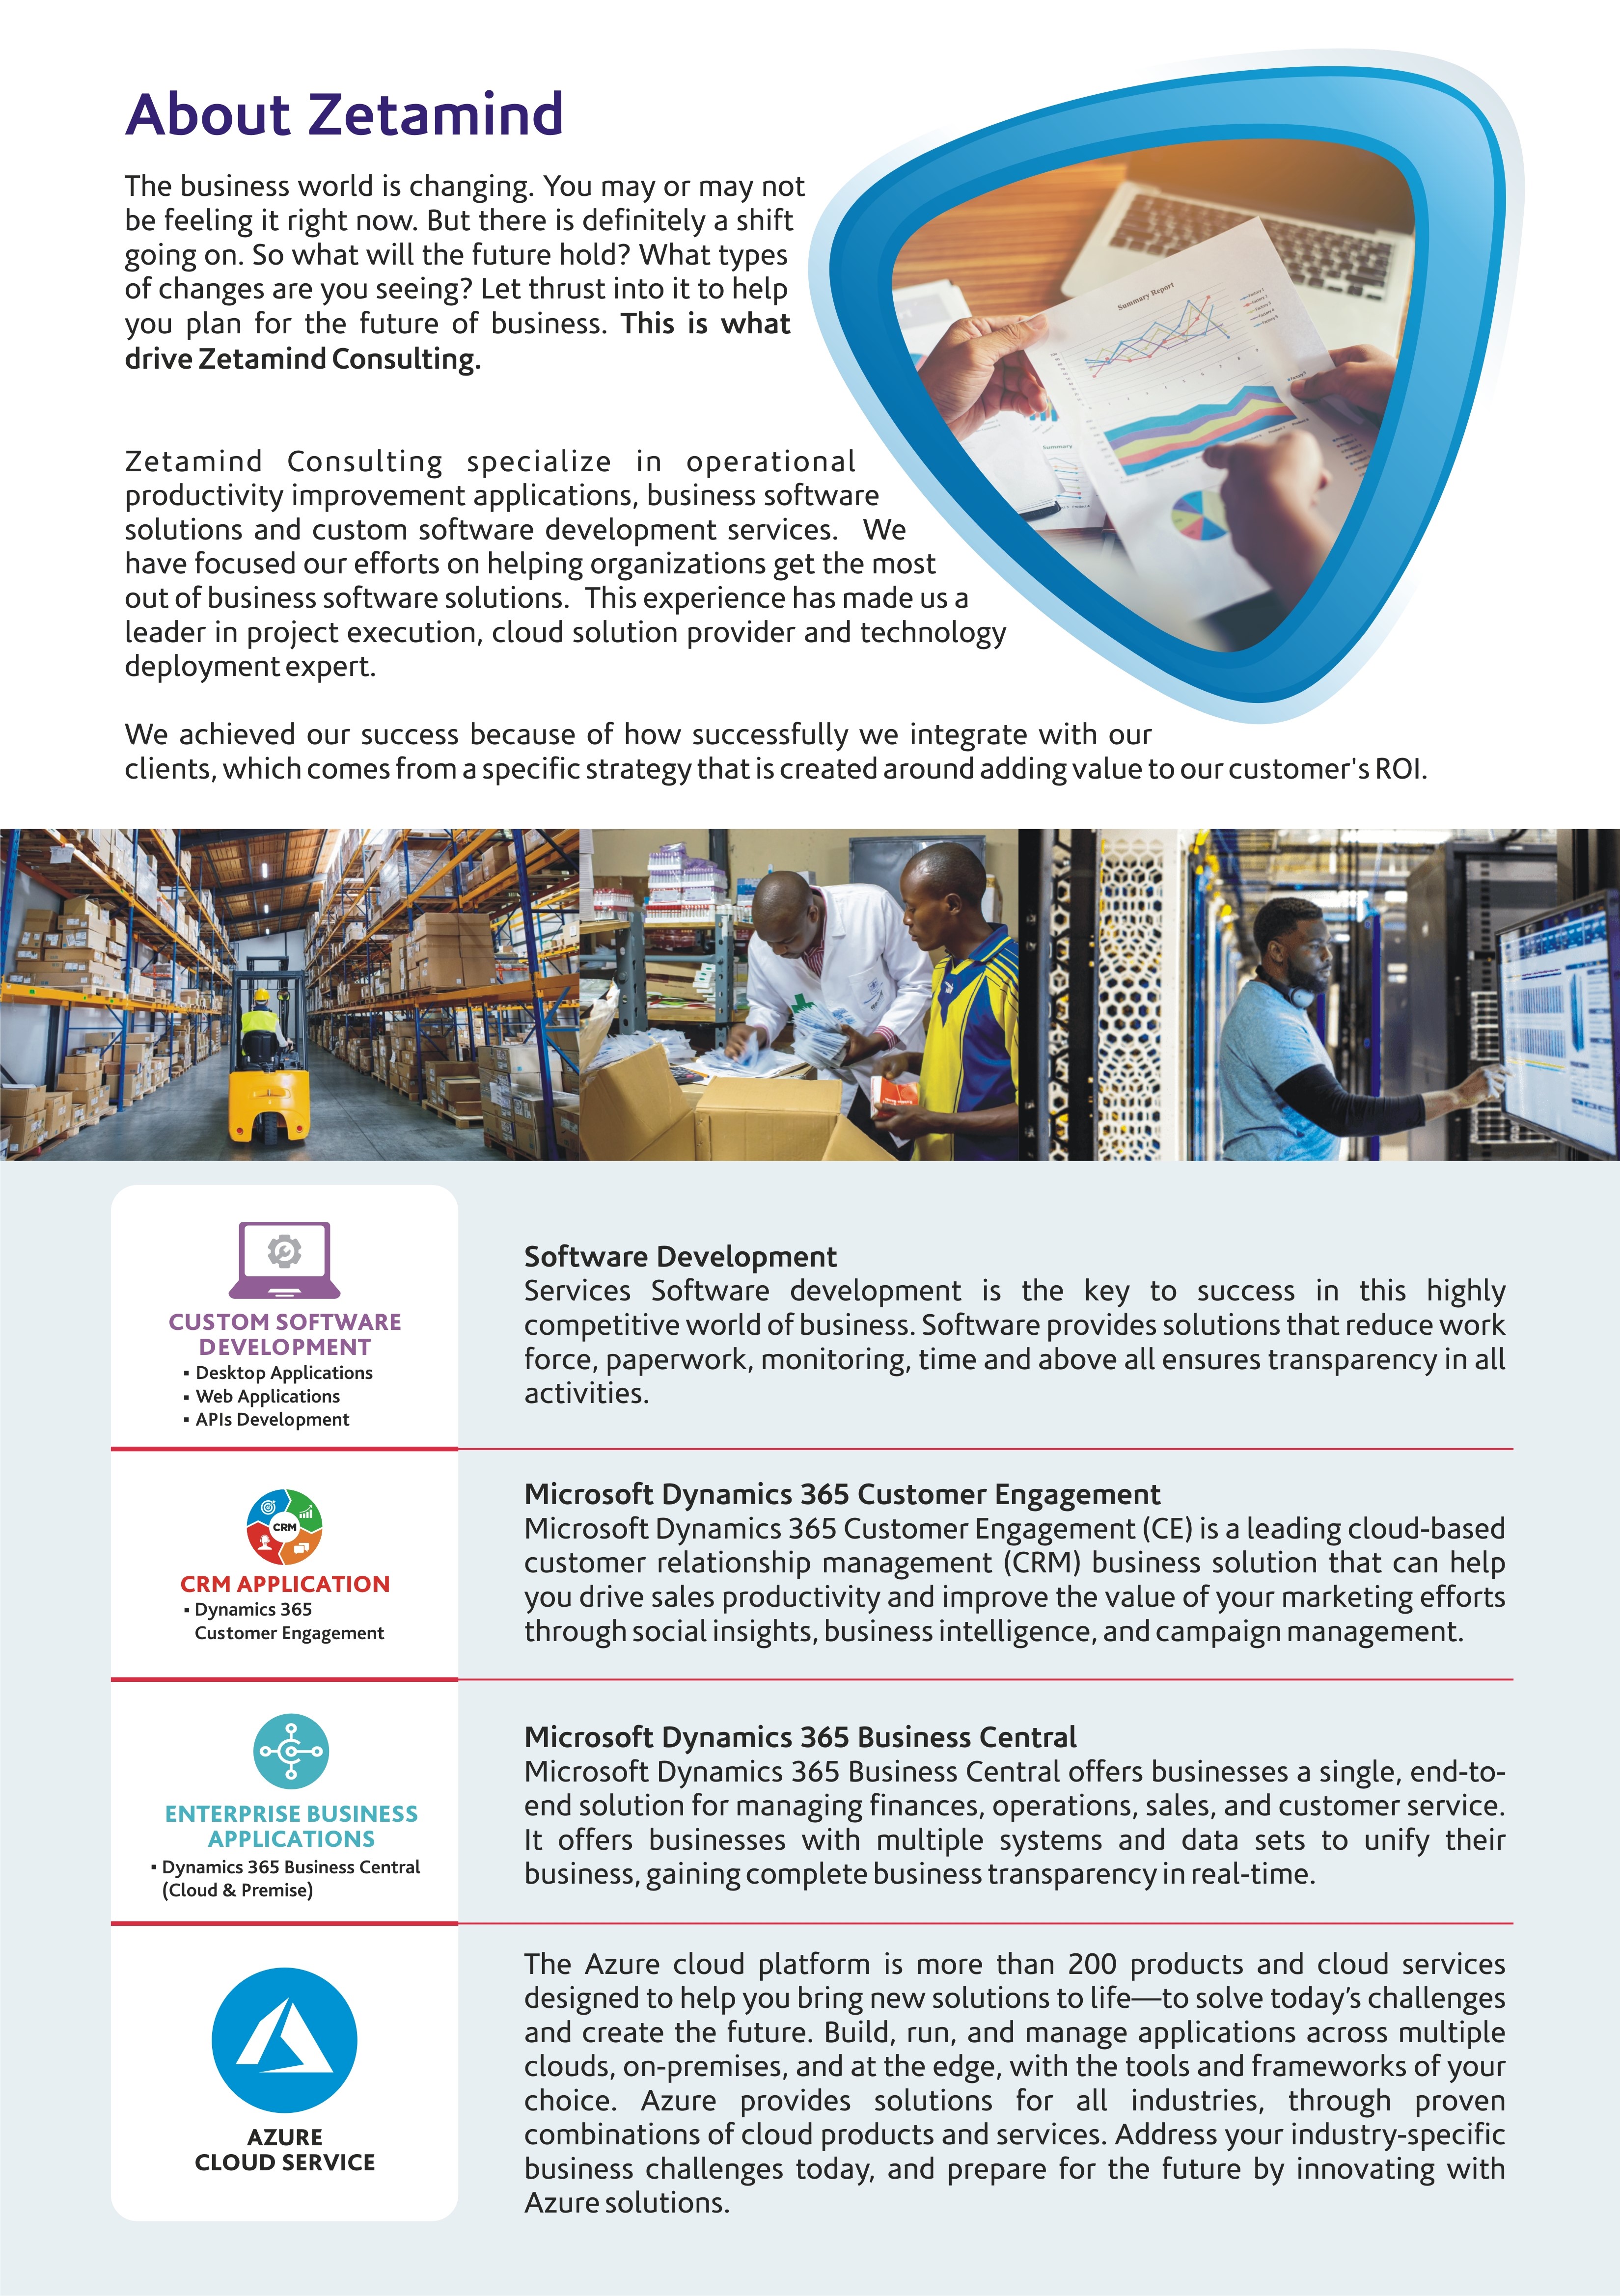 About Zetamind
The business world is changing. You may or may not
be feeling it right now. But there is definitely a shift
going on. So what will the future hold? What types
of changes are you seeing? Let thrust into it to help
you plan for the future of business. This is what
drive Zetamind Consulting.
Zetamind Consulting specialize in operational
productivity improvement applications, business software
solutions and custom software development services. We
have focused our efforts on helping organizations get the most
out of business software solutions. This experience has made us a
leader in project execution, cloud solution provider and technology
deployment expert.
We achieved our success because of how successfully we integrate with our
clients, which comes from a specific strategy that is created around adding value to our customer's ROI.
Summary Report
Summary
CUSTOM SOFTWARE
DEVELOPMENT
▪ Desktop Applications
▪ Web Applications
▪ APIs Development
Software Development
Services Software development is the key to success in this highly
competitive world of business. Software provides solutions that reduce work
force, paperwork, monitoring, time and above all ensures transparency in all
activities.
CRM
CRM APPLICATION
▪ Dynamics 365
Customer Engagement
Microsoft Dynamics 365 Customer Engagement
Microsoft Dynamics 365 Customer Engagement (CE) is a leading cloud-based
customer relationship management (CRM) business solution that can help
you drive sales productivity and improve the value of your marketing efforts
through social insights, business intelligence, and campaign management.
ENTERPRISE BUSINESS
APPLICATIONS
▪ Dynamics 365 Business Central
(Cloud & Premise)
Microsoft Dynamics 365 Business Central
Microsoft Dynamics 365 Business Central offers businesses a single, end-to-
end solution for managing finances, operations, sales, and customer service.
It offers businesses with multiple systems and data sets to unify their
business, gaining complete business transparency in real-time.
AZURE
CLOUD SERVICE
The Azure cloud platform is more than 200 products and cloud services
designed to help you bring new solutions to life—to solve today's challenges
and create the future. Build, run, and manage applications across multiple
clouds, on-premises, and at the edge, with the tools and frameworks of your
choice. Azure provides solutions for all industries, through proven
combinations of cloud products and services. Address your industry-specific
business challenges today, and prepare for the future by innovating with
Azure solutions.